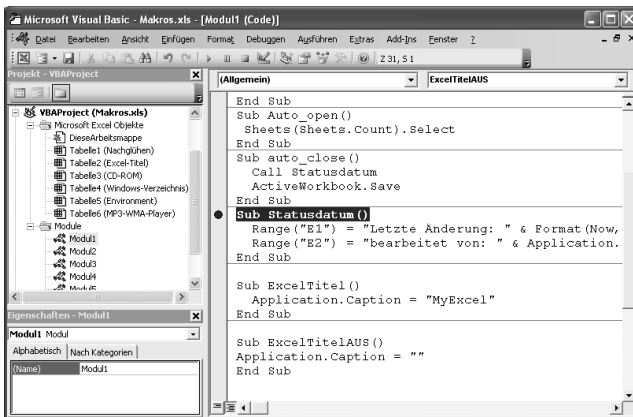 Microsoft Visual Basic - Makros.xls - [Modul1 (Code)]
Datei Bearbeiten Ansicht Einfügen Format Debuggen Ausführen Extras Add-Ins Fenster ?
Z 31, S 1
Projekt - VBAProject
VBAProject (Makros.xls)
Microsoft Excel Objekte
DieseArbeitsmappe
Tabelle1 (Nachglühen)
Tabelle2 (Excel-Titel)
Tabelle3 (CD-ROM)
Tabelle4 (Windows-Verzeichnis)
Tabelle5 (Environment)
Tabelle6 (MP3-WMA-Player)
Module
Modul1
Modul2
Modul3
Modul4
Modul5
Eigenschaften - Modul1
Modul1 Modul
Alphabetisch Nach Kategorien
(Name) Modul1
(Allgemein) ExcelTitelAUS
End Sub
Sub Auto_open()
Sheets(Sheets.Count).Select
End Sub
Sub auto_close()
Call Statusdatum
ActiveWorkbook.Save
End Sub
Sub Statusdatum()
Range("E1") = "Letzte Änderung: " & Format(Now,
Range("E2") = "bearbeitet von: " & Application.
End Sub
Sub ExcelTitel()
Application.Caption = "MyExcel"
End Sub
Sub ExcelTitelAUS()
Application.Caption = ""
End Sub